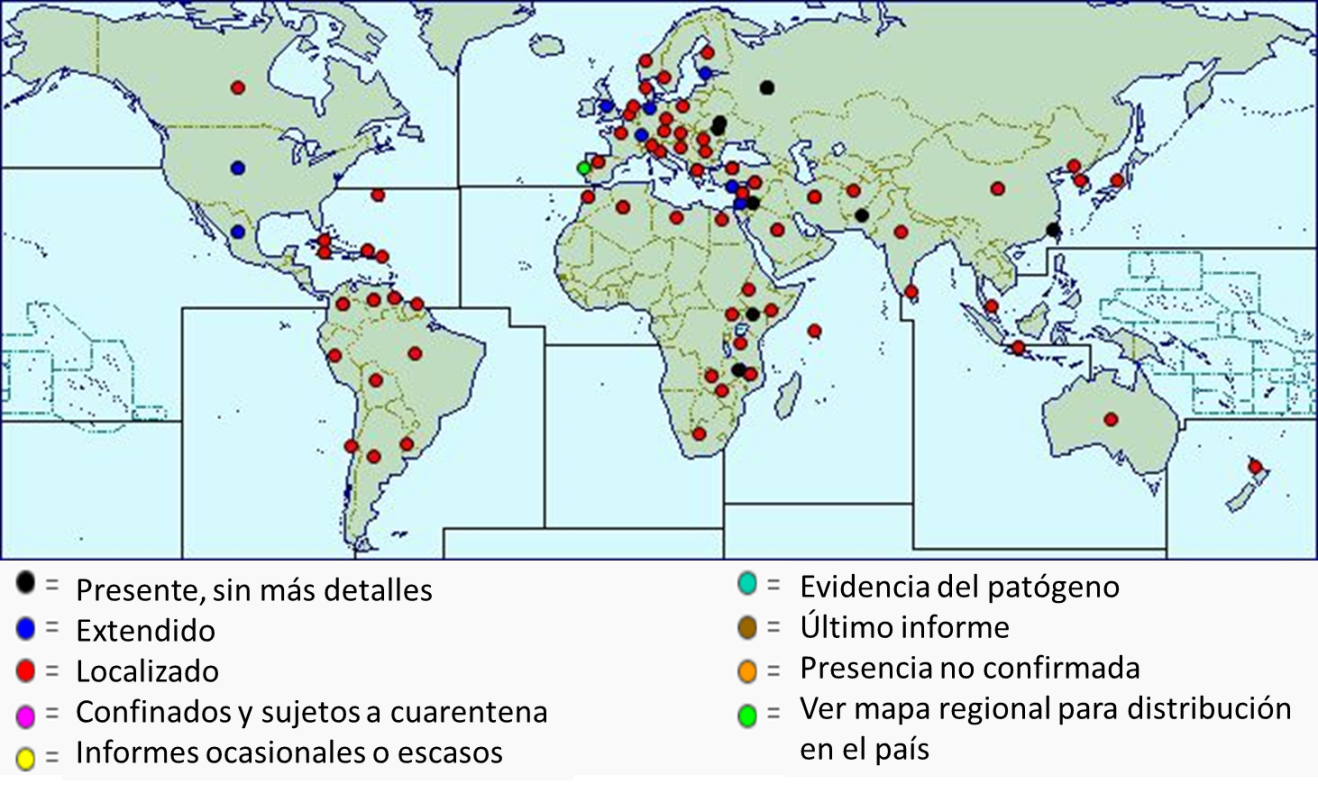 = Presente, sin más detalles
= Extendido
= Localizado
= Confinados y sujetos a cuarentena
= Informes ocasionales o escasos
= Evidencia del patógeno
= Último informe
= Presencia no confirmada
= Ver mapa regional para distribución
en el país